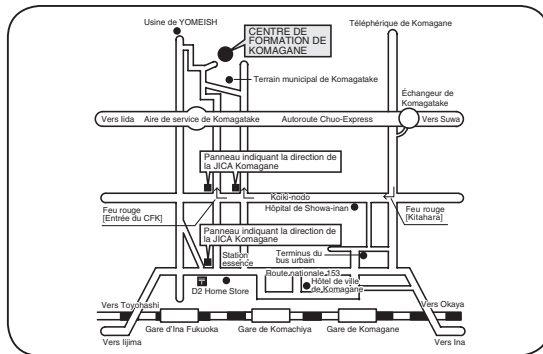 Usine de YOMEISH
CENTRE DE
FORMATION DE
KOMAGANE
Téléphérique de Komagane
Terrain municipal de Komagatake
Échangeur de
Komagatake
Vers Iida
Aire de service de Komagatake
Autoroute Chuo-Express
Vers Suwa
Panneau indiquant la direction de
la JICA Komagane
Koiki-nodo
Feu rouge
[Entrée du CFK]
Hôpital de Showa-inan
Feu rouge
[Kitahara]
Panneau indiquant la direction de
la JICA Komagane
Station
essence
Terminus du
bus urbain
Route nationale 153
D2 Home Store
Hôtel de ville
de Komagane
Vers Toyohashi
Vers Okaya
Gare d'Ina Fukuoka
Gare de Komachiya
Gare de Komagane
Vers Iijima
Vers Ina